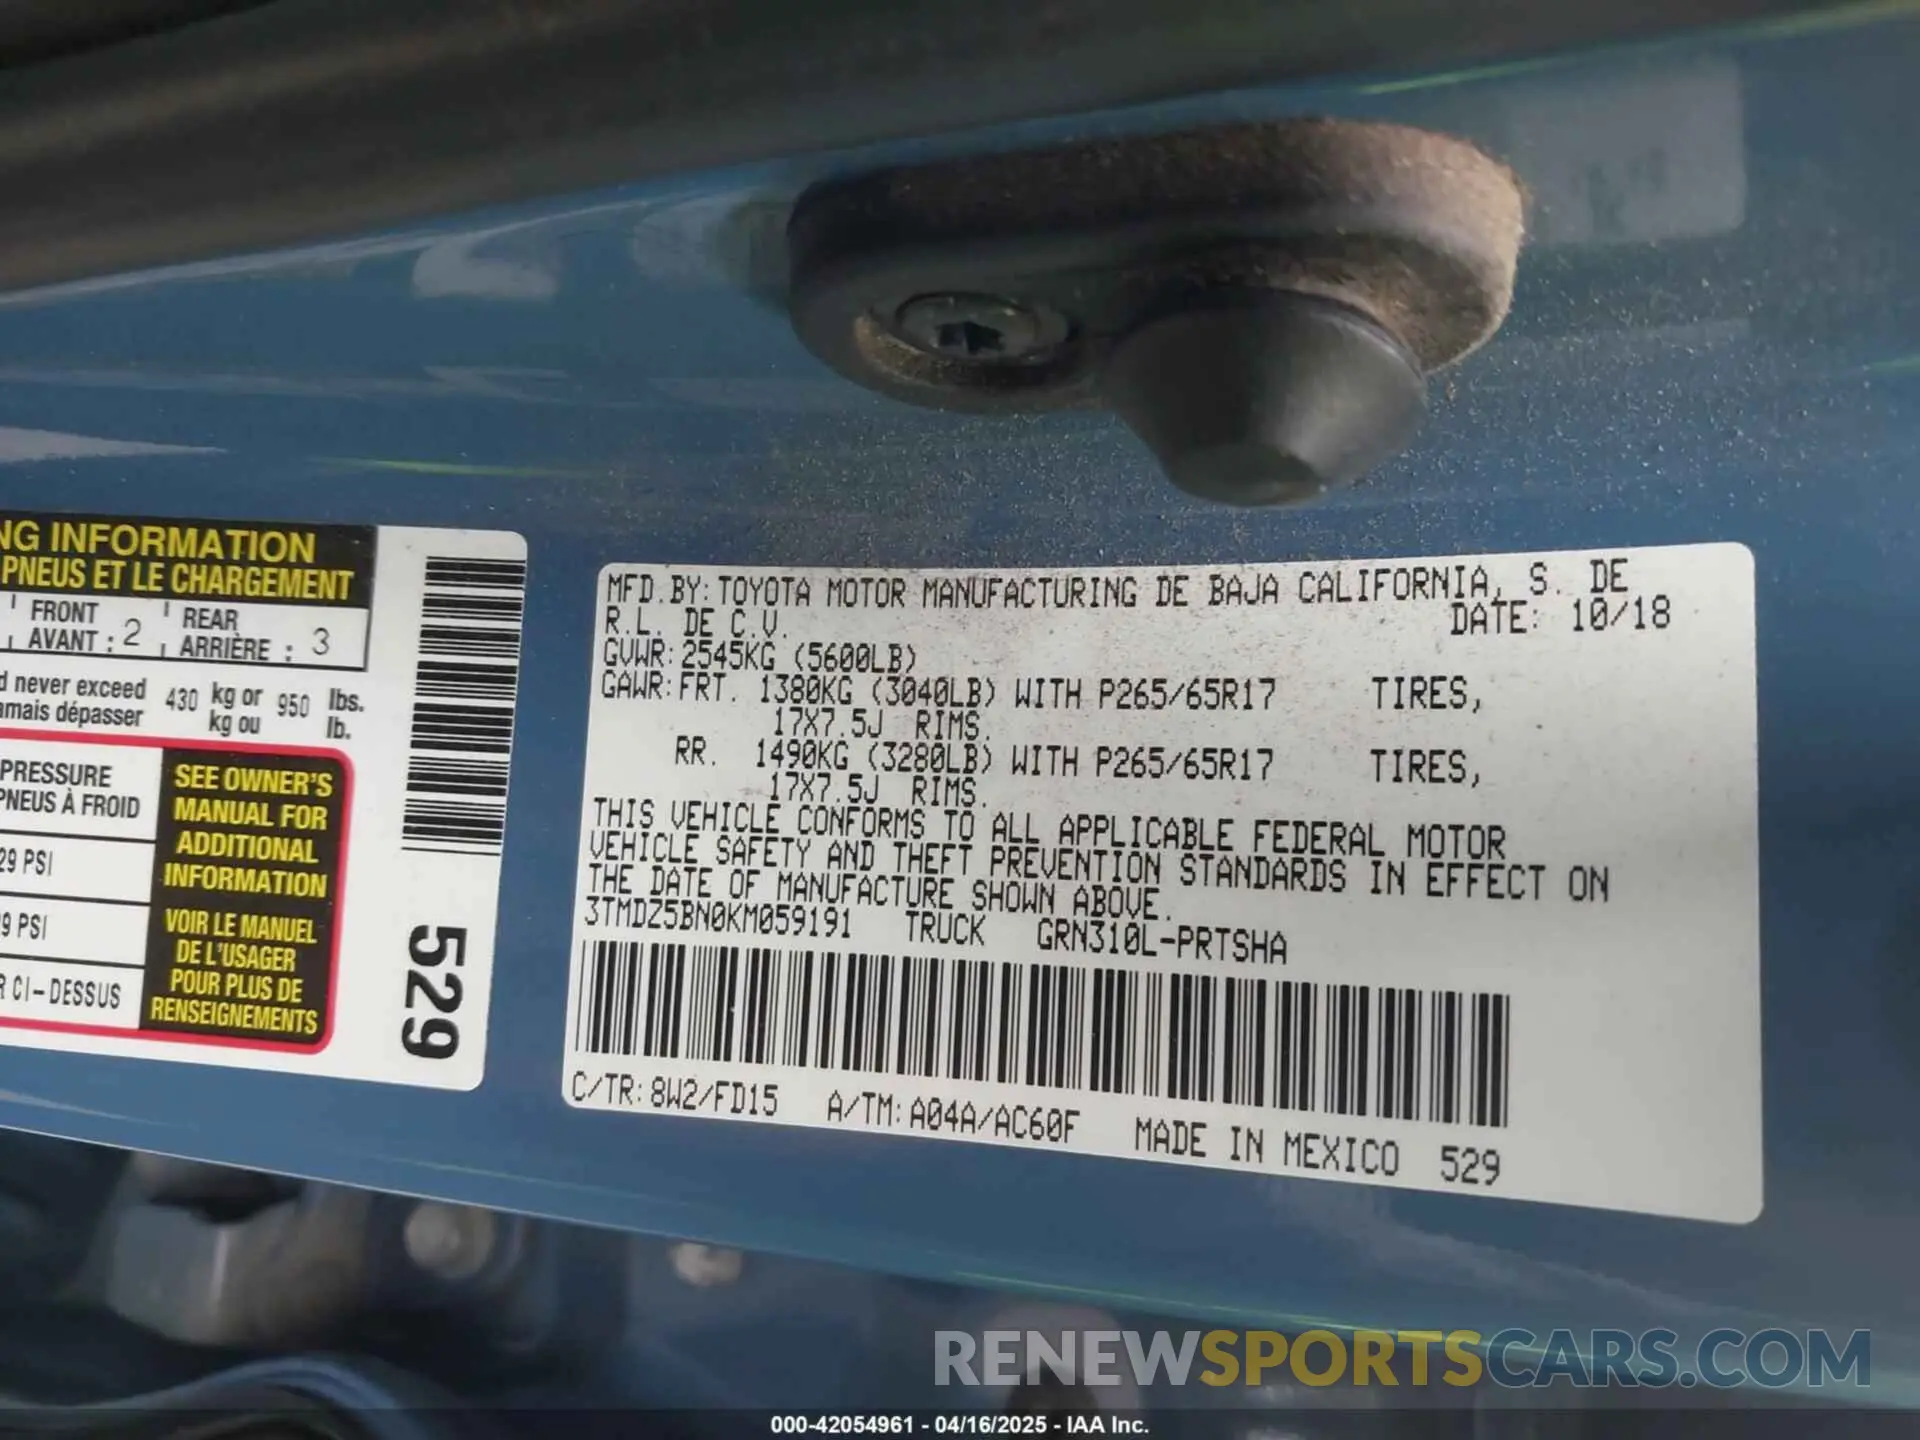 NG INFORMATION
PNEUS ET LE CHARGEMENT
FRONT 2 REAR 3
AVANT : ARRIÈRE :
d never exceed 430 kg or 950 lbs.
amais dépasser kg ou lb.
PRESSURE
PNEUS À FROID
29 PSI
9 PSI
R CI-DESSUS
SEE OWNER'S
MANUAL FOR
ADDITIONAL
INFORMATION
VOIR LE MANUEL
DE L'USAGER
POUR PLUS DE
RENSEIGNEMENTS
529
MFD.BY:TOYOTA MOTOR MANUFACTURING DE BAJA CALIFORNIA, S. DE
R.L. DE C.V. DATE: 10/18
GVWR:2545KG (5600LB)
GAWR:FRT. 1380KG (3040LB) WITH P265/65R17 TIRES,
17X7.5J RIMS.
RR. 1490KG (3280LB) WITH P265/65R17 TIRES,
17X7.5J RIMS.
THIS VEHICLE CONFORMS TO ALL APPLICABLE FEDERAL MOTOR
VEHICLE SAFETY AND THEFT PREVENTION STANDARDS IN EFFECT ON
THE DATE OF MANUFACTURE SHOWN ABOVE.
3TMDZ5BN0KM059191 TRUCK GRN310L-PRTSHA
C/TR:8W2/FD15 A/TM:A04A/AC60F MADE IN MEXICO 529
RENEWSPORTSCARS.COM
000-42054961 - 04/16/2025 - IAA Inc.